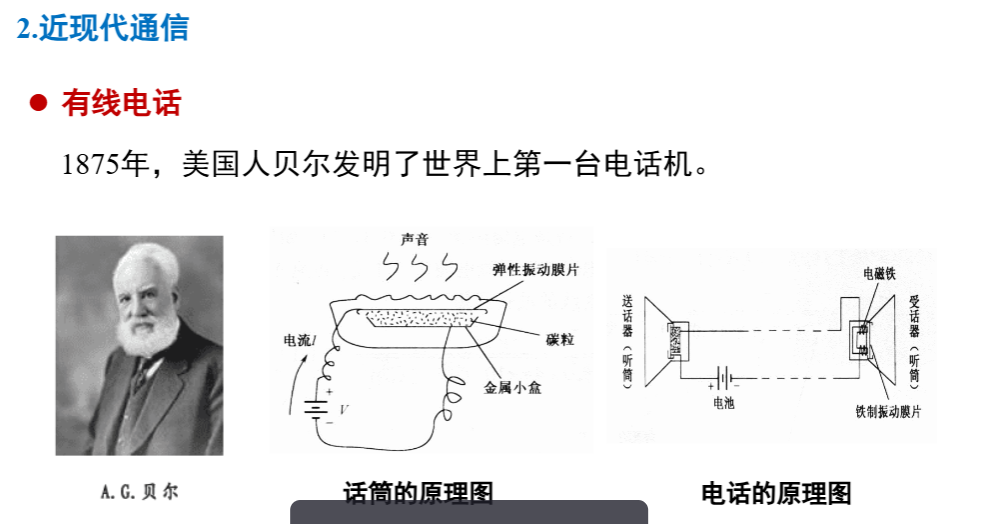 2.近现代通信
● 有线电话
1875年，美国人贝尔发明了世界上第一台电话机。
声音
弹性振动膜片
碳粒
金属小盒
电流I
+
V
−
电磁铁
送话器（听筒）
受话器（听筒）
+
−
电池
铁制振动膜片
A.G.贝尔
话筒的原理图
电话的原理图